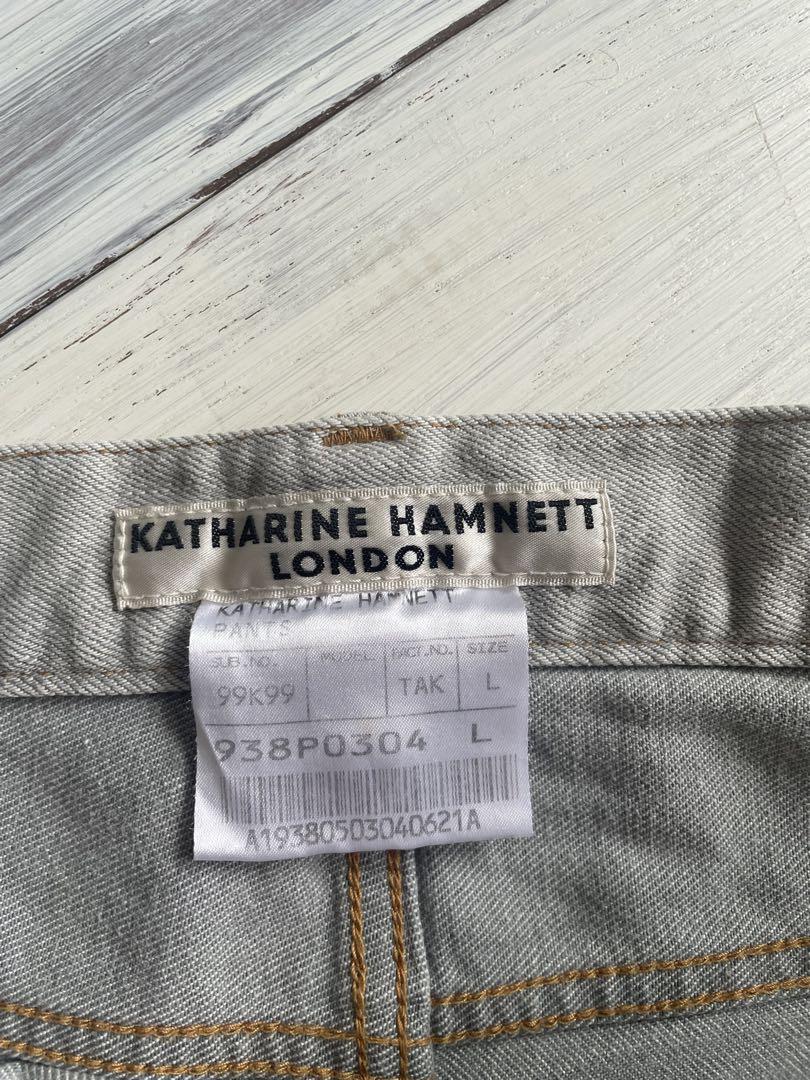 KATHARINE HAMNETT
LONDON
KATHARINE HAMNETT
PANTS
SUB.NO. MODEL FACT.NO. SIZE
99K99 TAK L
938P0304 L
A19380503040621A